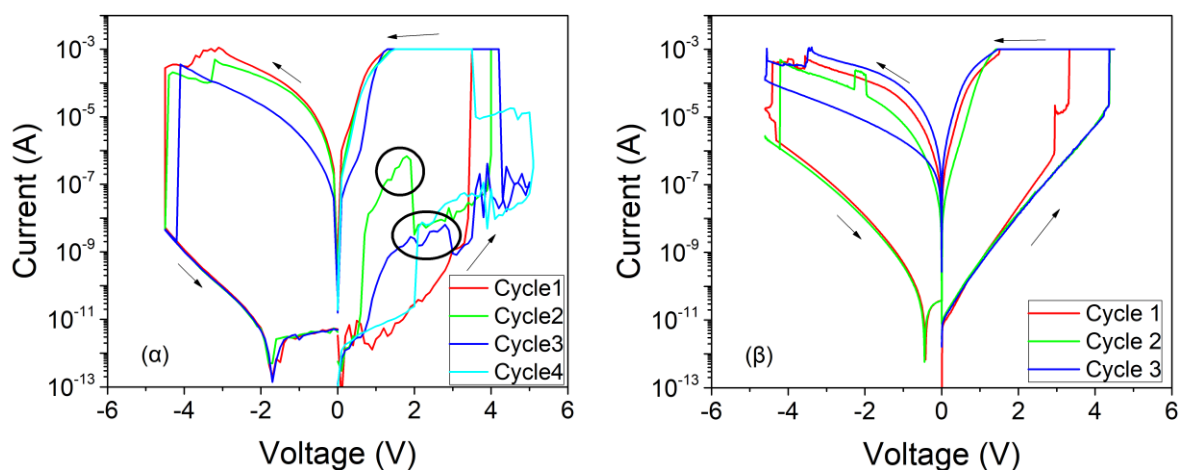 10⁻³
10⁻⁵
10⁻⁷
10⁻⁹
10⁻¹¹
10⁻¹³
Current (A)
(α)
Cycle1
Cycle2
Cycle3
Cycle4
-6 -4 -2 0 2 4 6
Voltage (V)
10⁻³
10⁻⁵
10⁻⁷
10⁻⁹
10⁻¹¹
10⁻¹³
Current (A)
(β)
Cycle 1
Cycle 2
Cycle 3
-6 -4 -2 0 2 4 6
Voltage (V)